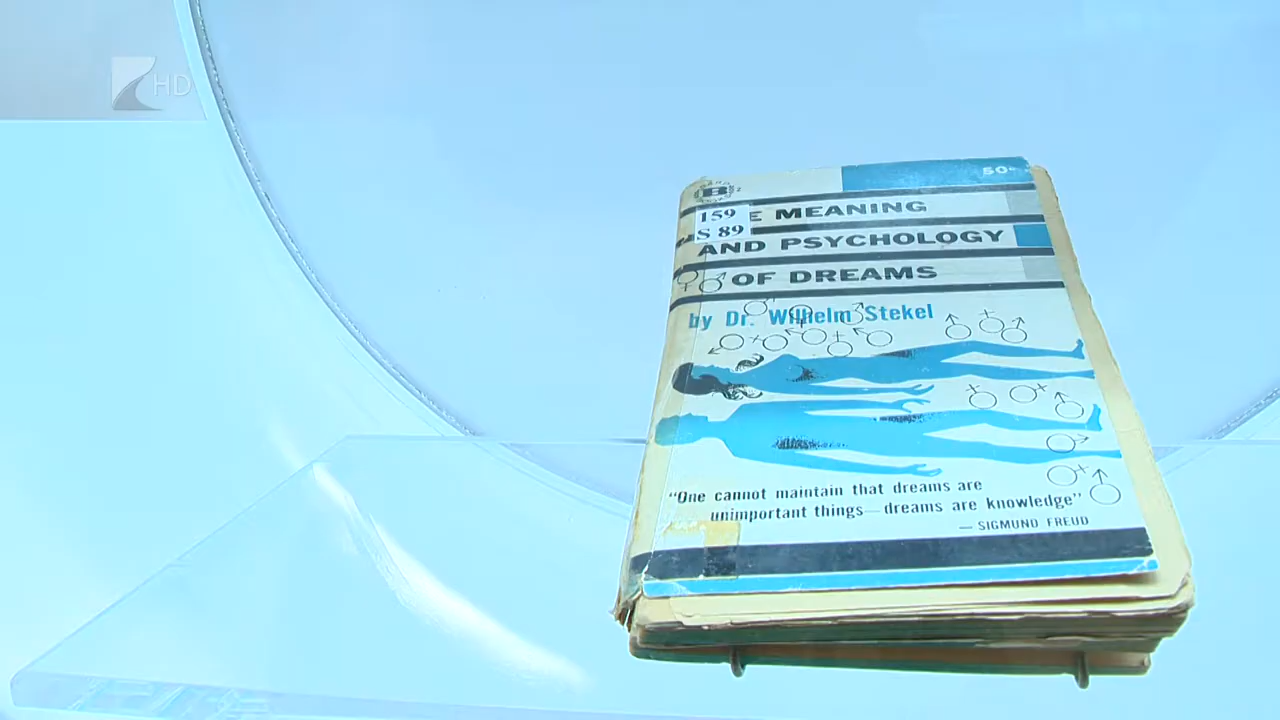 HD
50¢
B
159
S 89
E MEANING
AND PSYCHOLOGY
OF DREAMS
by Dr. Wilhelm Stekel
"One cannot maintain that dreams are
unimportant things—dreams are knowledge"
— SIGMUND FREUD